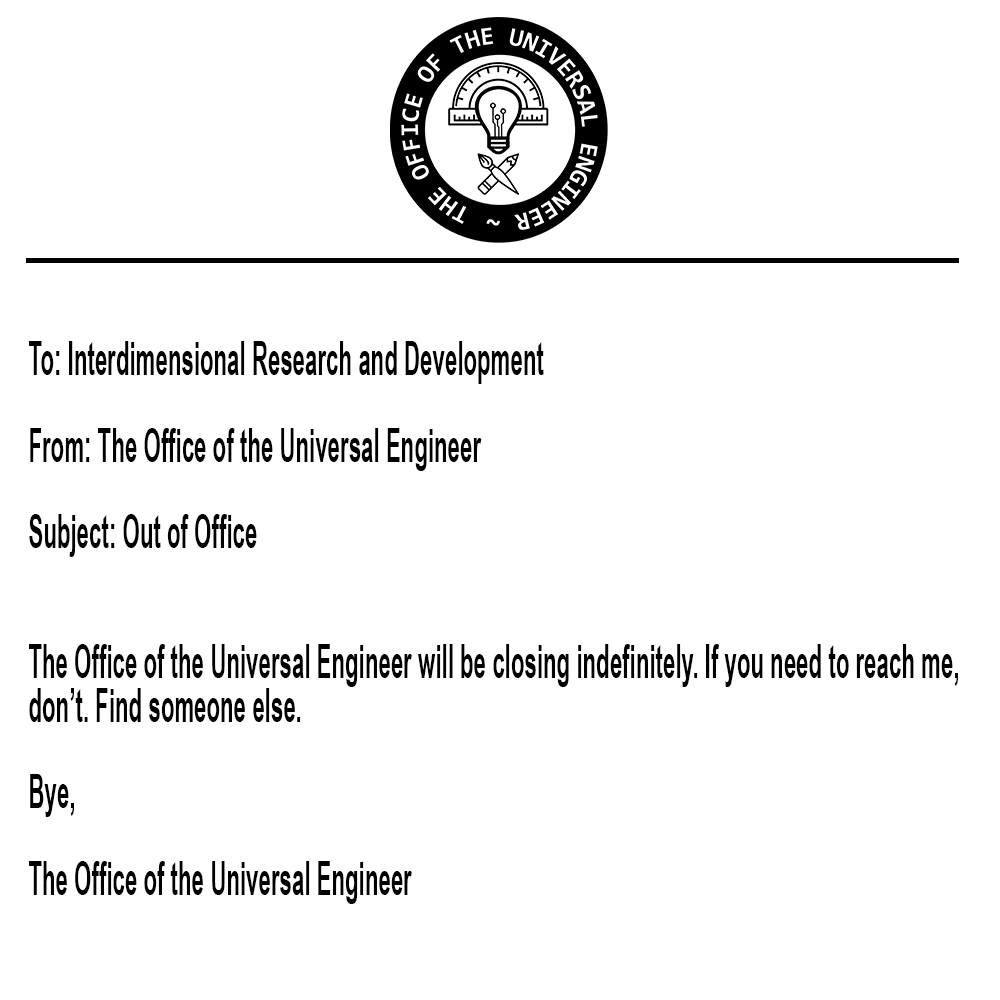 THE OFFICE OF THE UNIVERSAL ENGINEER ~
To: Interdimensional Research and Development
From: The Office of the Universal Engineer
Subject: Out of Office
The Office of the Universal Engineer will be closing indefinitely. If you need to reach me,
don’t. Find someone else.
Bye,
The Office of the Universal Engineer